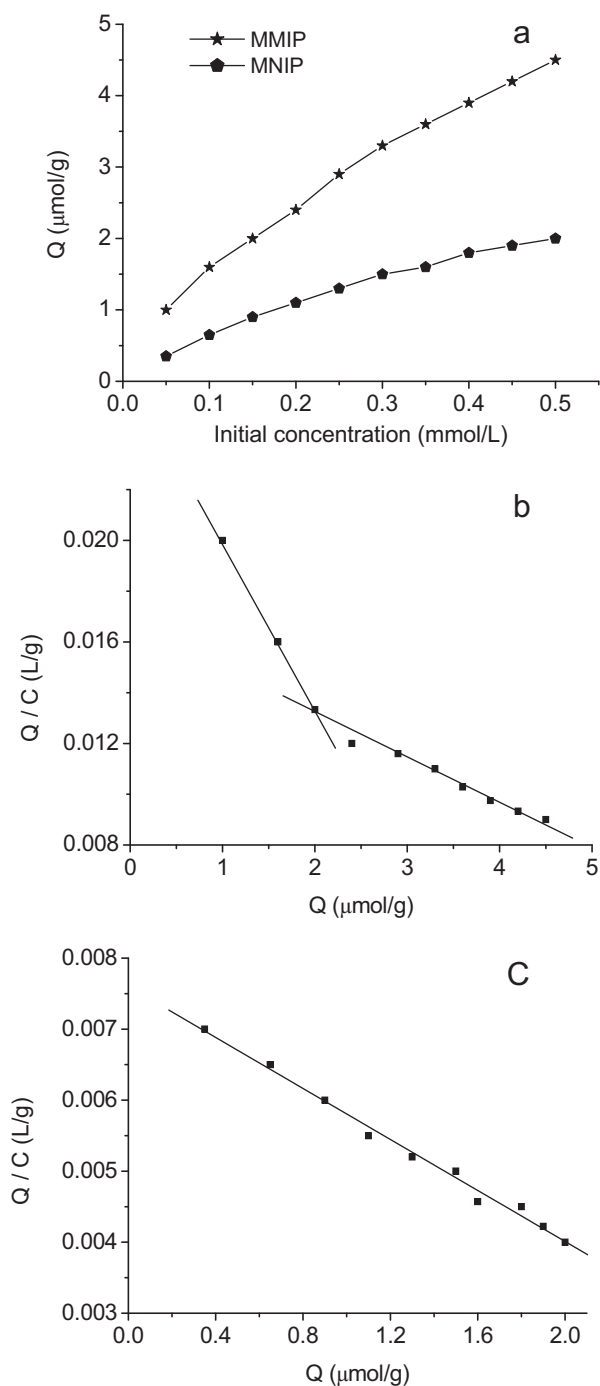 a
MMIP
MNIP
5
4
3
2
1
0
Q (μmol/g)
0.0 0.1 0.2 0.3 0.4 0.5
Initial concentration (mmol/L)
b
0.020
0.016
0.012
0.008
Q / C (L/g)
0 1 2 3 4 5
Q (μmol/g)
C
0.008
0.007
0.006
0.005
0.004
0.003
Q / C (L/g)
0.0 0.4 0.8 1.2 1.6 2.0
Q (μmol/g)